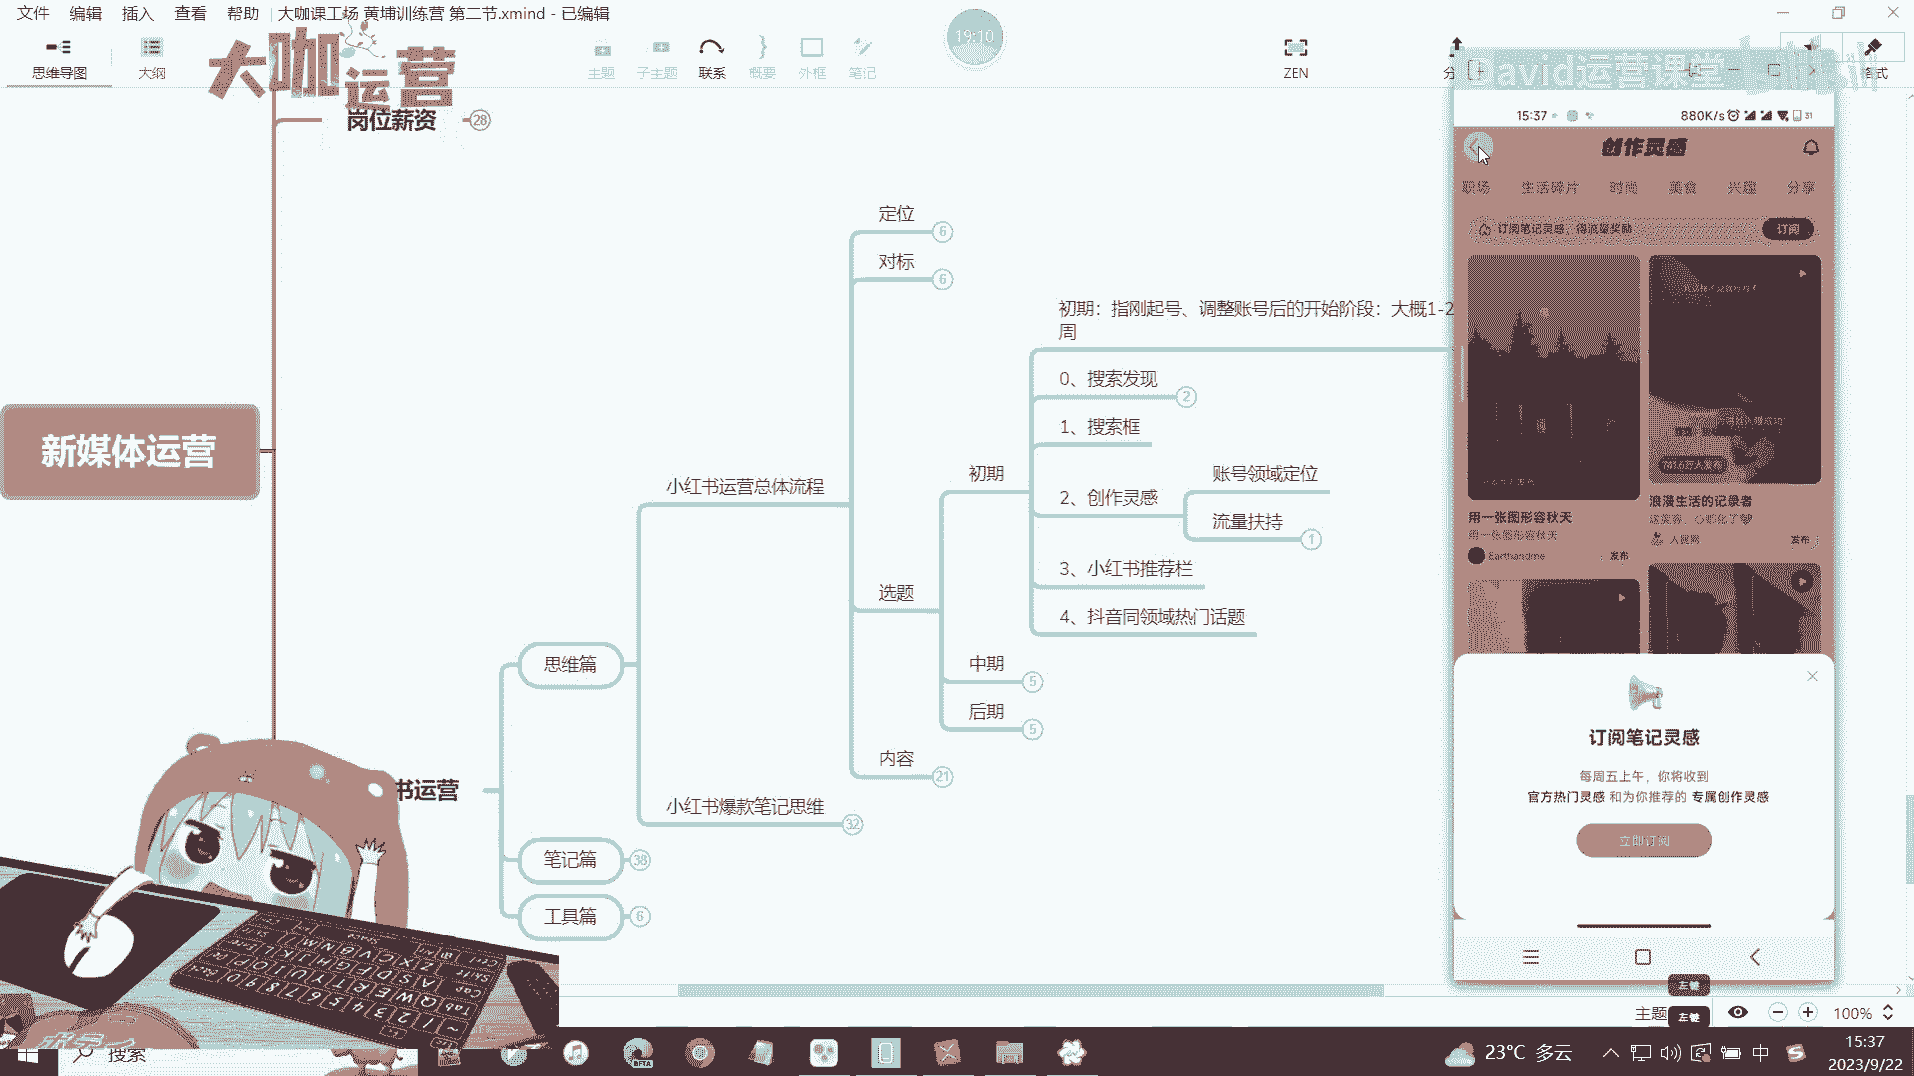 文件 编辑 插入 查看 帮助 大咖课工场 黄埔训练营 第二节.xmind - 已编辑
19:10
思维导图 大纲 主题 子主题 联系 概要 外框 笔记 ZEN
大咖
运营
David运营课堂 bilibili
岗位薪资 28
15:37 880K/s 31
创作灵感
职场 生活碎片 时尚 美食 兴趣 分享
订阅笔记灵感，得流量奖励 订阅
定位 6
对标 6
初期：指刚起号、调整账号后的开始阶段：大概1-2
周
0、搜索发现 2
1、搜索框
新媒体运营
初期
账号领域定位
2、创作灵感
流量扶持 1
小红书运营总体流程
3、小红书推荐栏
选题
4、抖音同领域热门话题
思维篇
中期 5
后期 5
内容 21
书运营
小红书爆款笔记思维 32
笔记篇 38
工具篇 6
741.6万人发布
用一张图形容秋天
用一张图形容秋天
Earthandme 发布
浪漫生活的记录者
人民网 发布
订阅笔记灵感
每周五上午，你将收到
官方热门灵感 和为你推荐的 专属创作灵感
立即订阅
左键
主题
左键
100%
搜索
BETA
23°C 多云
中
15:37
2023/9/22